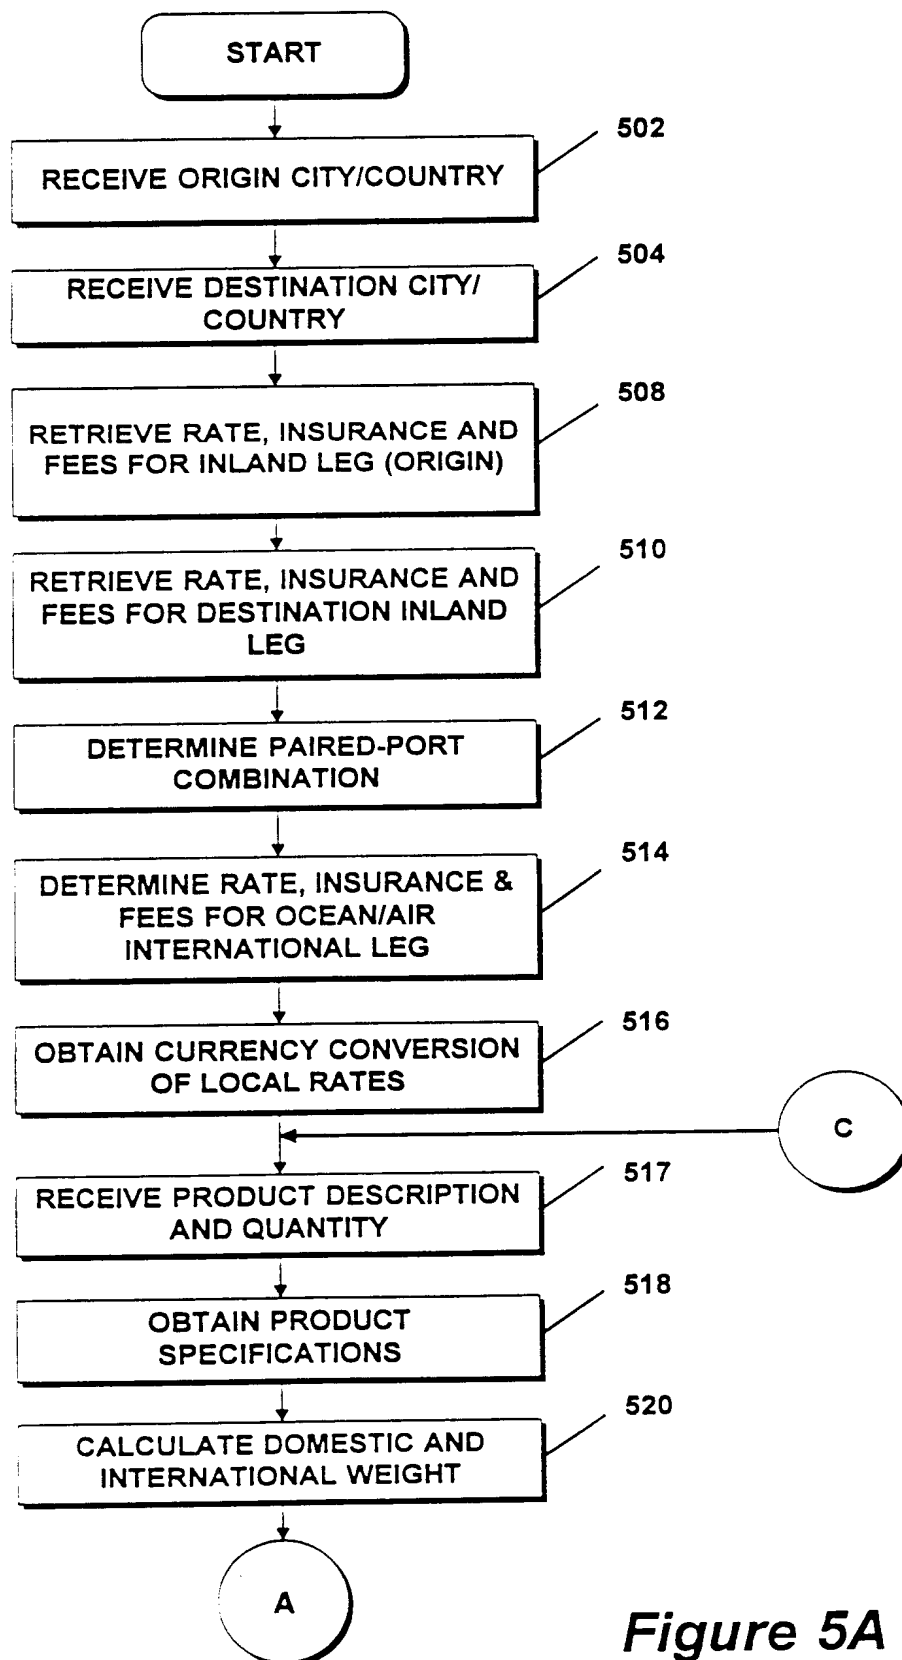 START
502
RECEIVE ORIGIN CITY/COUNTRY
504
RECEIVE DESTINATION CITY/
COUNTRY
508
RETRIEVE RATE, INSURANCE AND
FEES FOR INLAND LEG (ORIGIN)
510
RETRIEVE RATE, INSURANCE AND
FEES FOR DESTINATION INLAND
LEG
512
DETERMINE PAIRED-PORT
COMBINATION
514
DETERMINE RATE, INSURANCE &
FEES FOR OCEAN/AIR
INTERNATIONAL LEG
516
OBTAIN CURRENCY CONVERSION
OF LOCAL RATES
C
517
RECEIVE PRODUCT DESCRIPTION
AND QUANTITY
518
OBTAIN PRODUCT
SPECIFICATIONS
520
CALCULATE DOMESTIC AND
INTERNATIONAL WEIGHT
A
Figure 5A